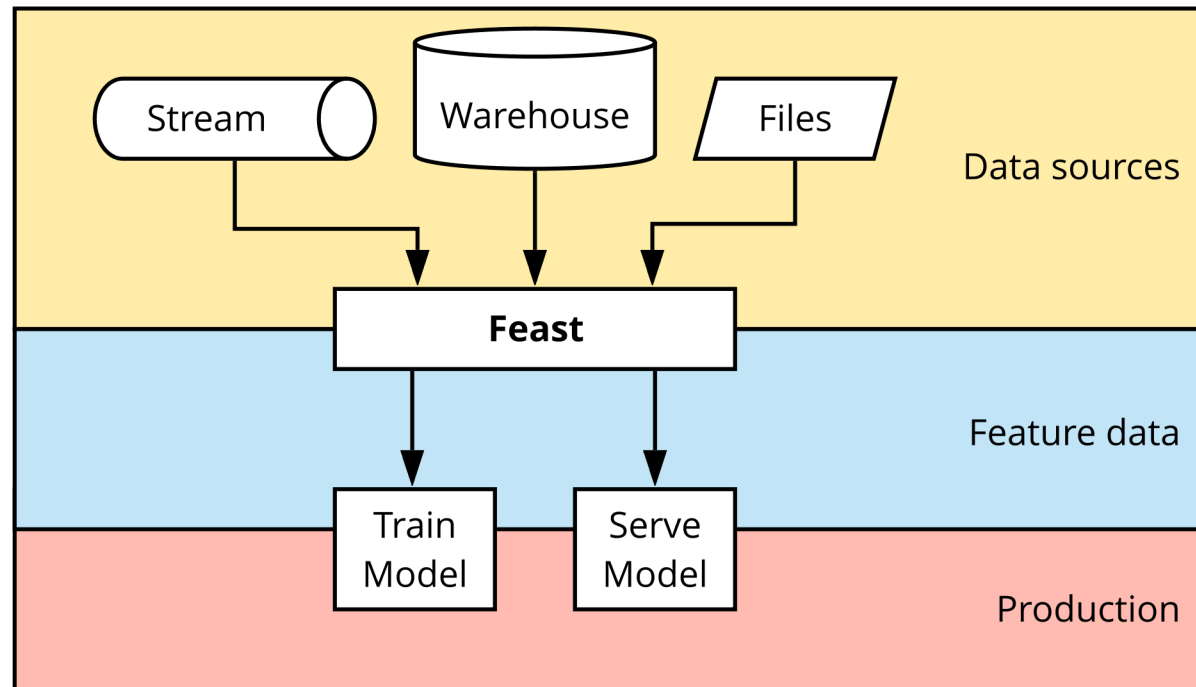 Stream
Warehouse
Files
Data sources
Feast
Feature data
Train
Model
Serve
Model
Production